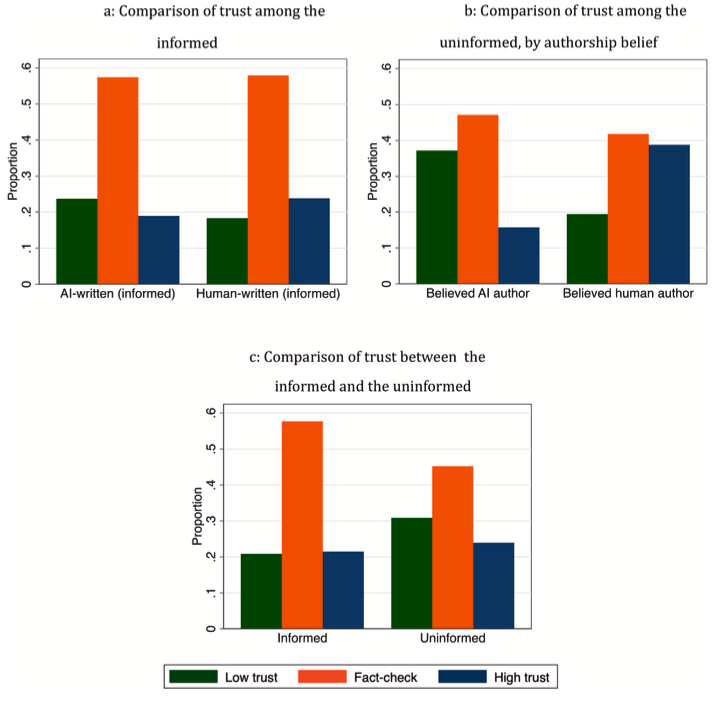 a: Comparison of trust among the
informed
Proportion
.6
.5
.4
.3
.2
.1
0
AI-written (informed)
Human-written (informed)
b: Comparison of trust among the
uninformed, by authorship belief
Proportion
.6
.5
.4
.3
.2
.1
0
Believed AI author
Believed human author
c: Comparison of trust between the
informed and the uninformed
Proportion
.6
.5
.4
.3
.2
.1
0
Informed
Uninformed
Low trust
Fact-check
High trust